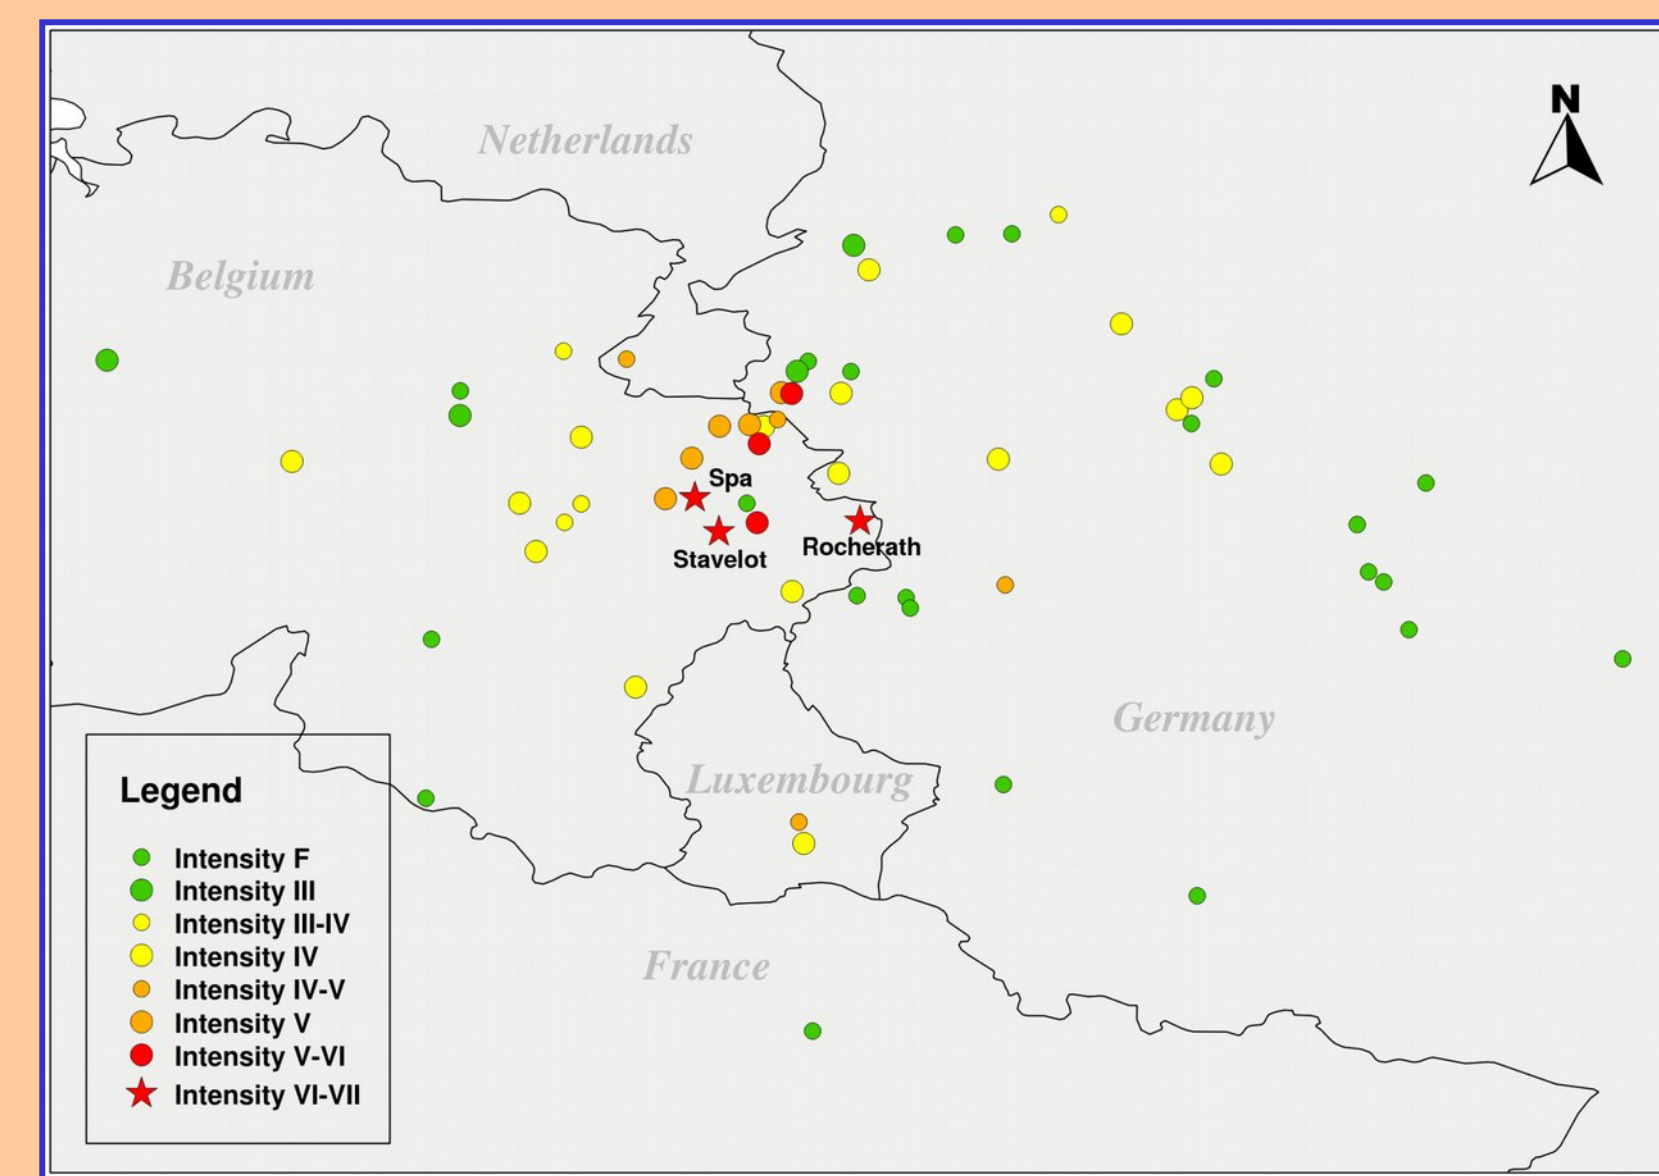 N
Netherlands
Belgium
Spa
Stavelot
Rocherath
Germany
Luxembourg
France
Legend
Intensity F
Intensity III
Intensity III-IV
Intensity IV
Intensity IV-V
Intensity V
Intensity V-VI
Intensity VI-VII